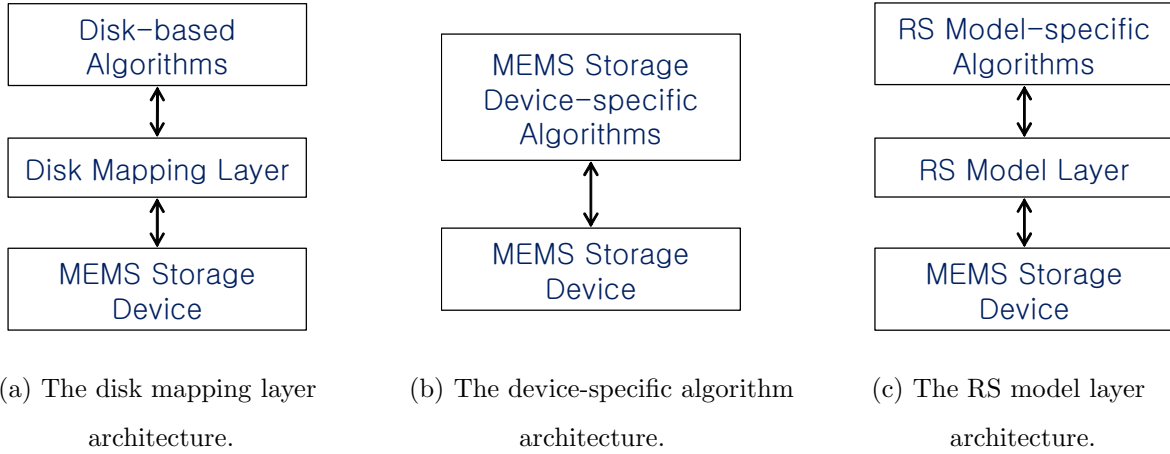 Disk-based
Algorithms
Disk Mapping Layer
MEMS Storage
Device
(a) The disk mapping layer
architecture.
MEMS Storage
Device-specific
Algorithms
MEMS Storage
Device
(b) The device-specific algorithm
architecture.
RS Model-specific
Algorithms
RS Model Layer
MEMS Storage
Device
(c) The RS model layer
architecture.